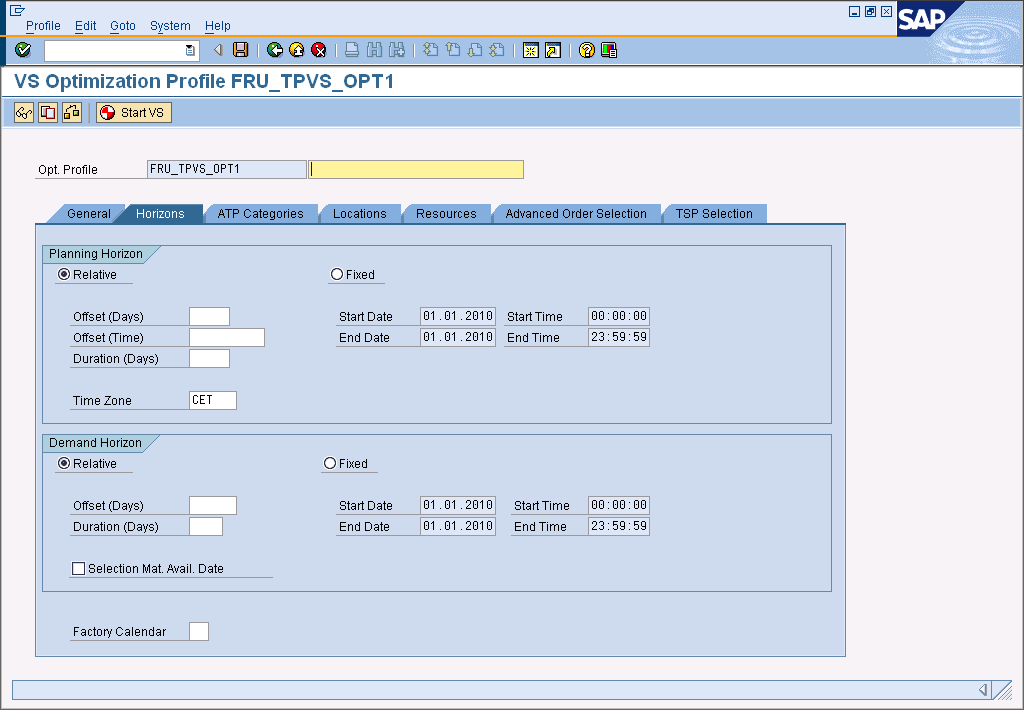 Profile Edit Goto System Help
SAP
VS Optimization Profile FRU_TPVS_OPT1
Start VS
Opt. Profile FRU_TPVS_OPT1
General Horizons ATP Categories Locations Resources Advanced Order Selection TSP Selection
Planning Horizon
Relative Fixed
Offset (Days) Start Date 01.01.2010 Start Time 00:00:00
Offset (Time) End Date 01.01.2010 End Time 23:59:59
Duration (Days)
Time Zone CET
Demand Horizon
Relative Fixed
Offset (Days) Start Date 01.01.2010 Start Time 00:00:00
Duration (Days) End Date 01.01.2010 End Time 23:59:59
Selection Mat. Avail. Date
Factory Calendar